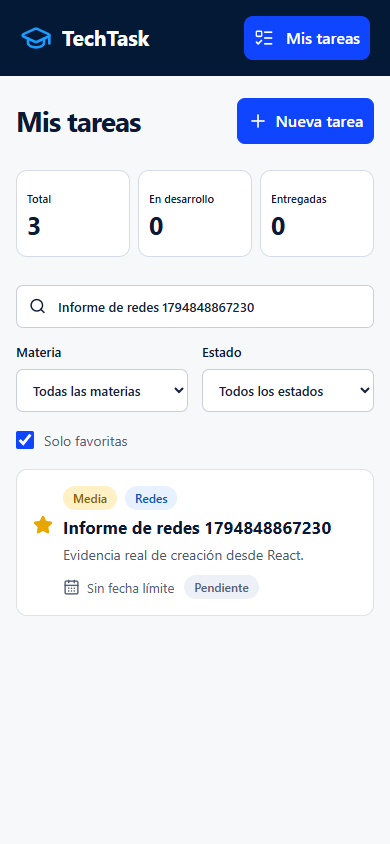 TechTask
Mis tareas
Mis tareas
Nueva tarea
Total
3
En desarrollo
0
Entregadas
0
Informe de redes 1794848867230
Materia
Estado
Todas las materias
Todos los estados
Solo favoritas
Media
Redes
Informe de redes 1794848867230
Evidencia real de creación desde React.
Sin fecha límite
Pendiente